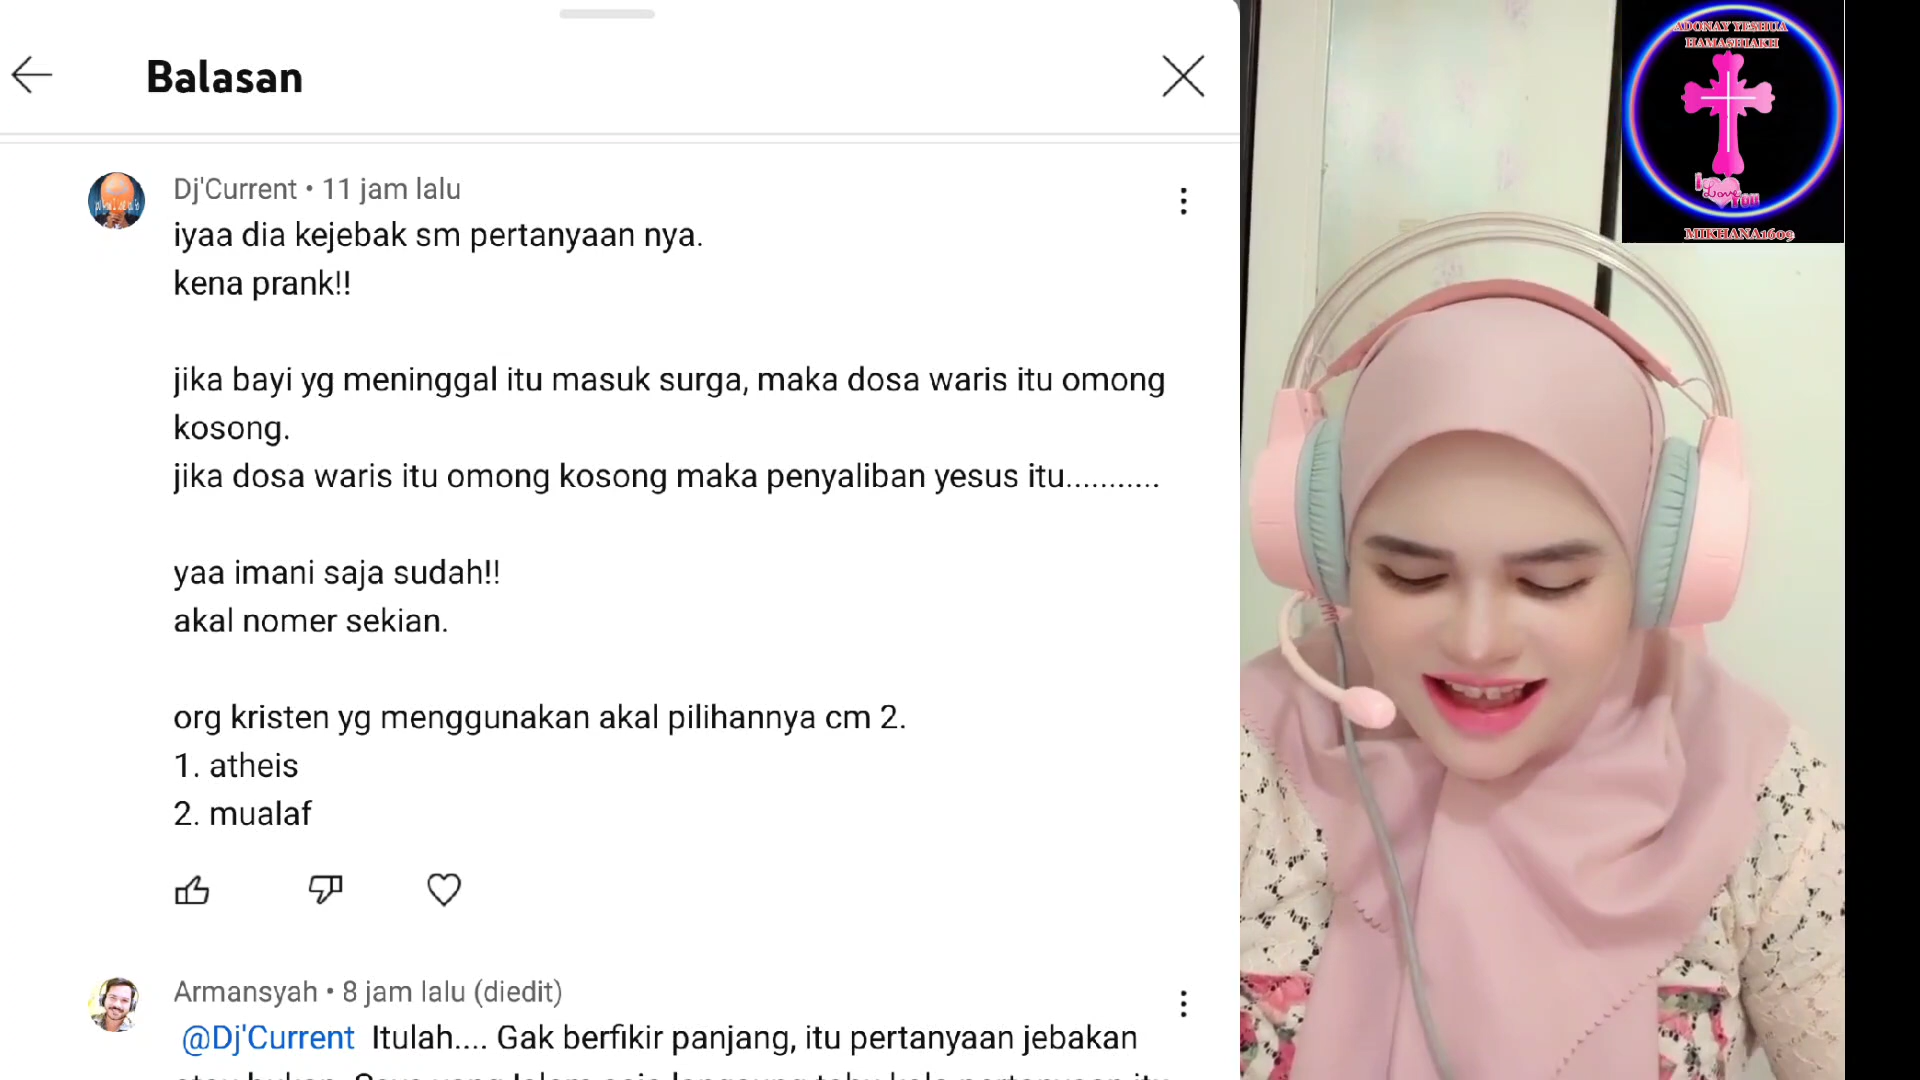 Balasan
Dj'Current • 11 jam lalu
iyaa dia kejebak sm pertanyaan nya.
kena prank!!
jika bayi yg meninggal itu masuk surga, maka dosa waris itu omong
kosong.
jika dosa waris itu omong kosong maka penyaliban yesus itu...........
yaa imani saja sudah!!
akal nomer sekian.
org kristen yg menggunakan akal pilihannya cm 2.
1. atheis
2. mualaf
Armansyah • 8 jam lalu (diedit)
@Dj'Current Itulah.... Gak berfikir panjang, itu pertanyaan jebakan
ADONAY YESHUA
HAMASHIAKH
I Love You
MIKHANA1609